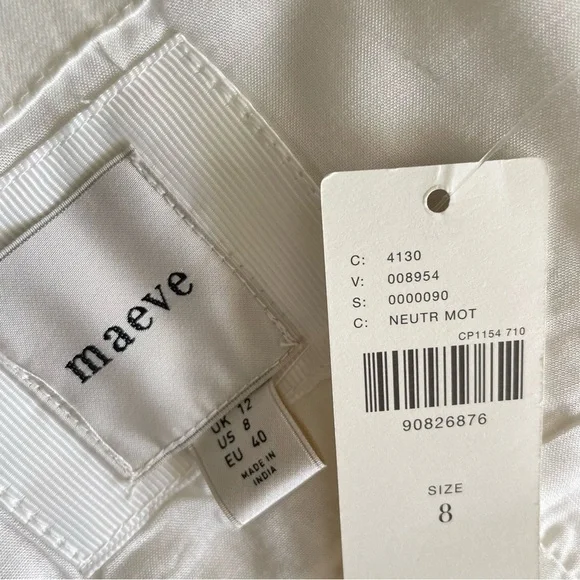 maeve
UK 12
US 8
EU 40
MADE IN
INDIA
C: 4130
V: 008954
S: 0000090
C: NEUTR MOT
CP1154 710
90826876
SIZE
8